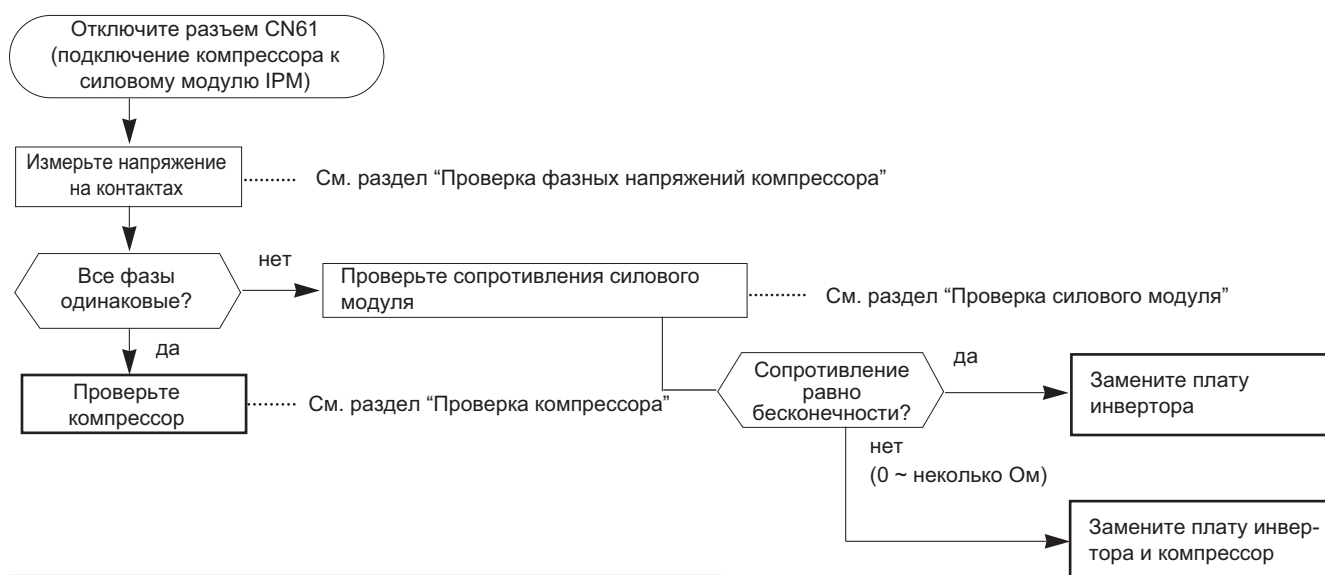 Отключите разъем CN61
(подключение компрессора к
силовому модулю IPM)
Измерьте напряжение
на контактах
См. раздел “Проверка фазных напряжений компрессора”
Все фазы
одинаковые?
нет
Проверьте сопротивления силового
модуля
См. раздел “Проверка силового модуля”
да
Проверьте
компрессор
См. раздел “Проверка компрессора”
Сопротивление
равно
бесконечности?
да
Замените плату
инвертора
нет
(0 ~ неколько Ом)
Замените плату инвер-
тора и компрессор